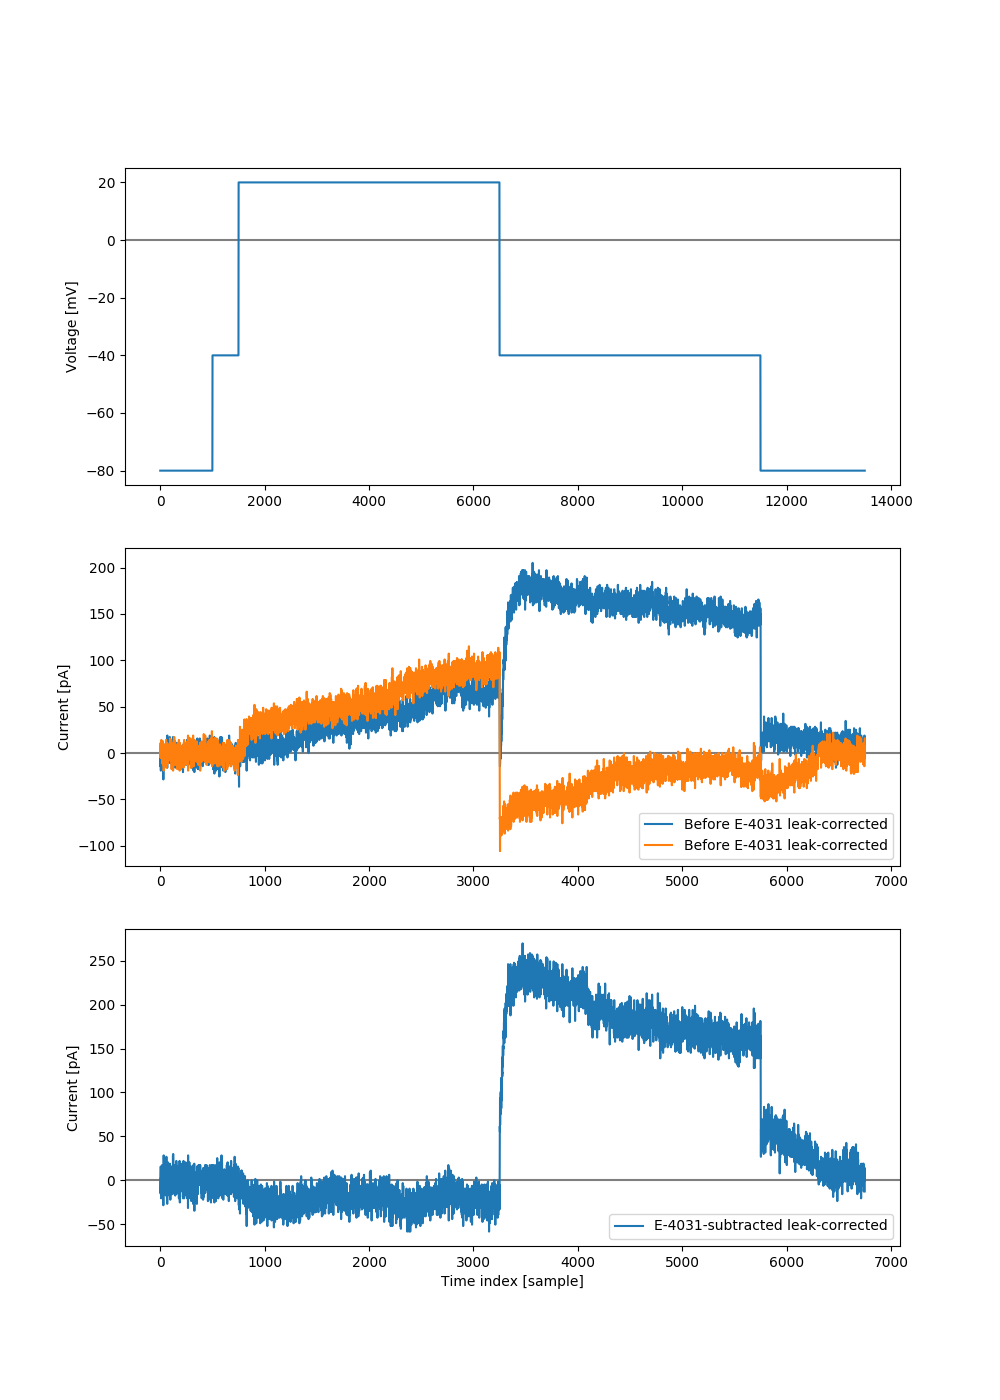 Voltage [mV]
20
0
−20
−40
−60
−80
0 2000 4000 6000 8000 10000 12000 14000
Current [pA]
200
150
100
50
0
−50
−100
Before E-4031 leak-corrected
Before E-4031 leak-corrected
0 1000 2000 3000 4000 5000 6000 7000
Current [pA]
250
200
150
100
50
0
−50
E-4031-subtracted leak-corrected
0 1000 2000 3000 4000 5000 6000 7000
Time index [sample]